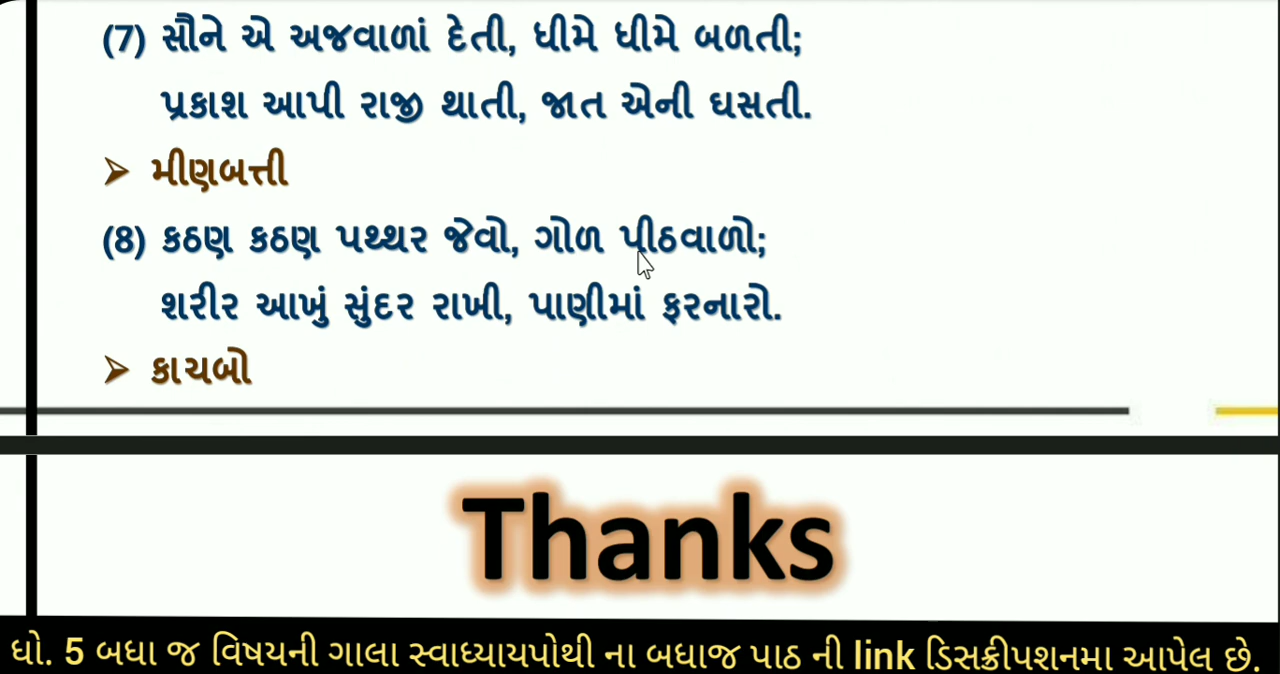 (7) સૌને એ અજવાળાં દેતી, ધીમે ધીમે બળતી;
પ્રકાશ આપી રાજી થાતી, જાત એની ઘસતી.
➢ મીણબત્તી
(8) કઠણ કઠણ પથ્થર જેવો, ગોળ પીઠવાળો;
શરીર આખું સુંદર રાખી, પાણીમાં ફરનારો.
➢ કાચબો
Thanks
ધો. 5 બધા જ વિષયની ગાલા સ્વાધ્યાયપોથી ના બધાજ પાઠ ની link ડિસક્રીપશનમા આપેલ છે.